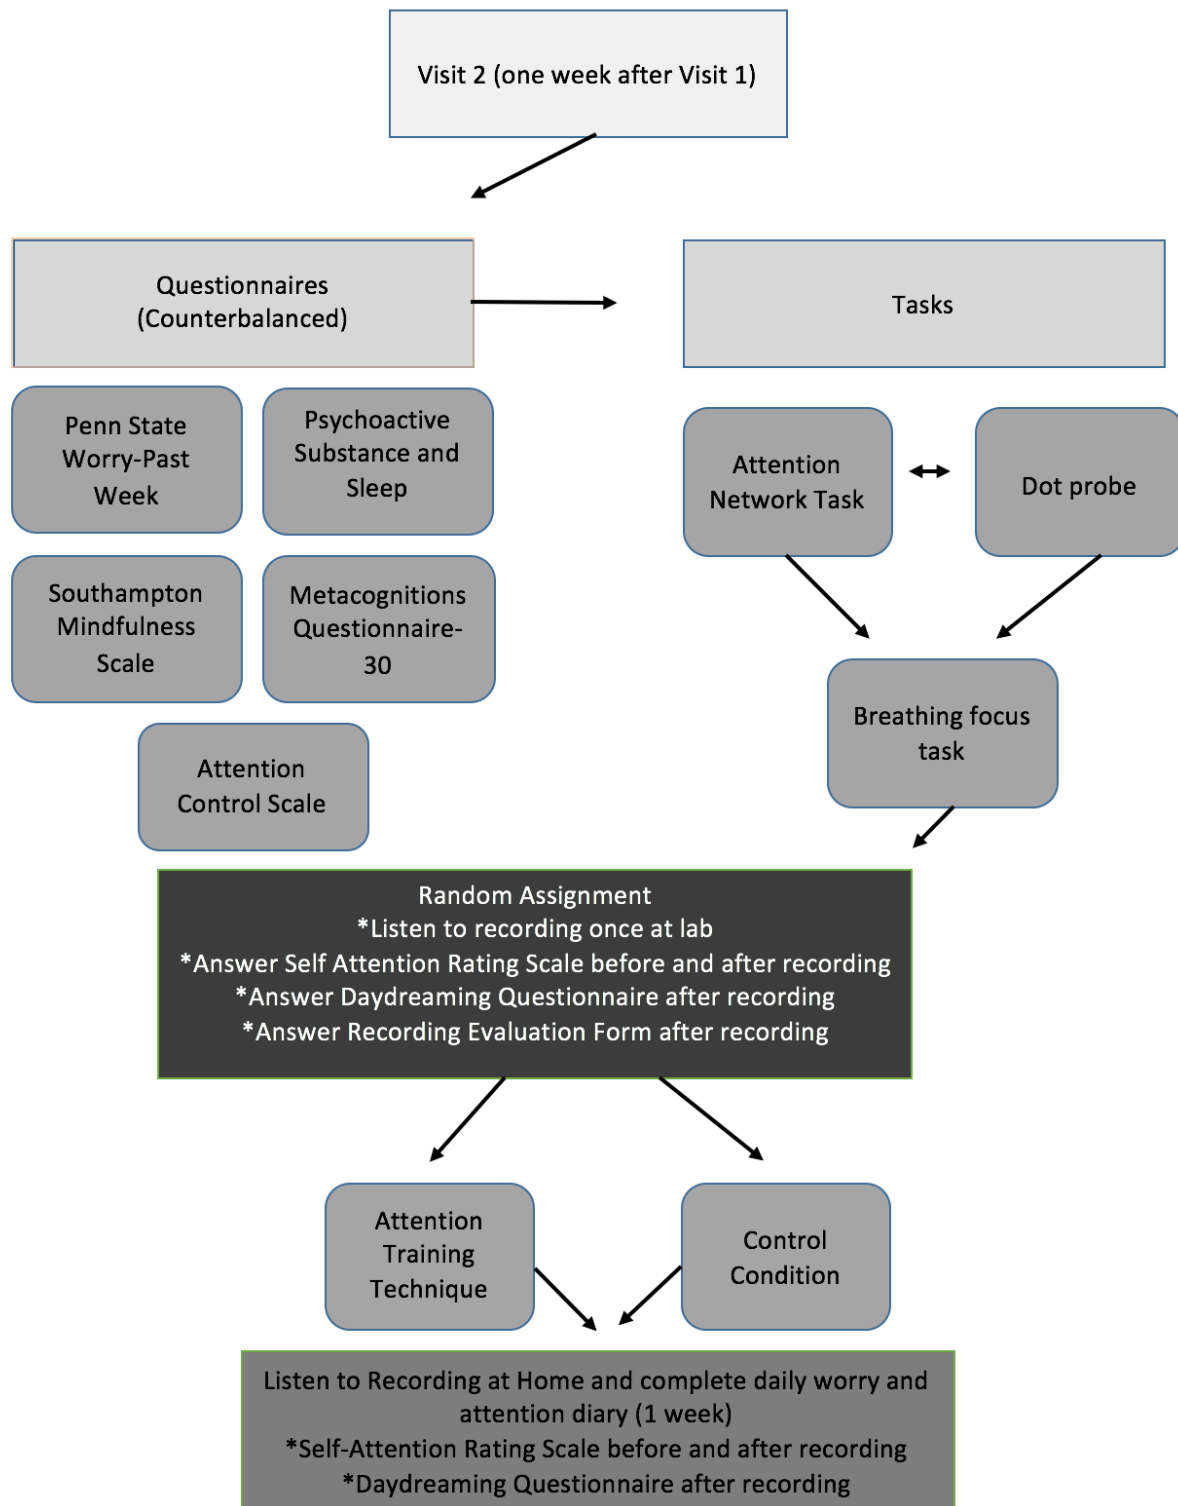 Visit 2 (one week after Visit 1)
Questionnaires
(Counterbalanced)
Tasks
Penn State
Worry-Past
Week
Psychoactive
Substance and
Sleep
Southampton
Mindfulness
Scale
Metacognitions
Questionnaire-
30
Attention
Control Scale
Attention
Network Task
Dot probe
Breathing focus
task
Random Assignment
*Listen to recording once at lab
*Answer Self Attention Rating Scale before and after recording
*Answer Daydreaming Questionnaire after recording
*Answer Recording Evaluation Form after recording
Attention
Training
Technique
Control
Condition
Listen to Recording at Home and complete daily worry and
attention diary (1 week)
*Self-Attention Rating Scale before and after recording
*Daydreaming Questionnaire after recording